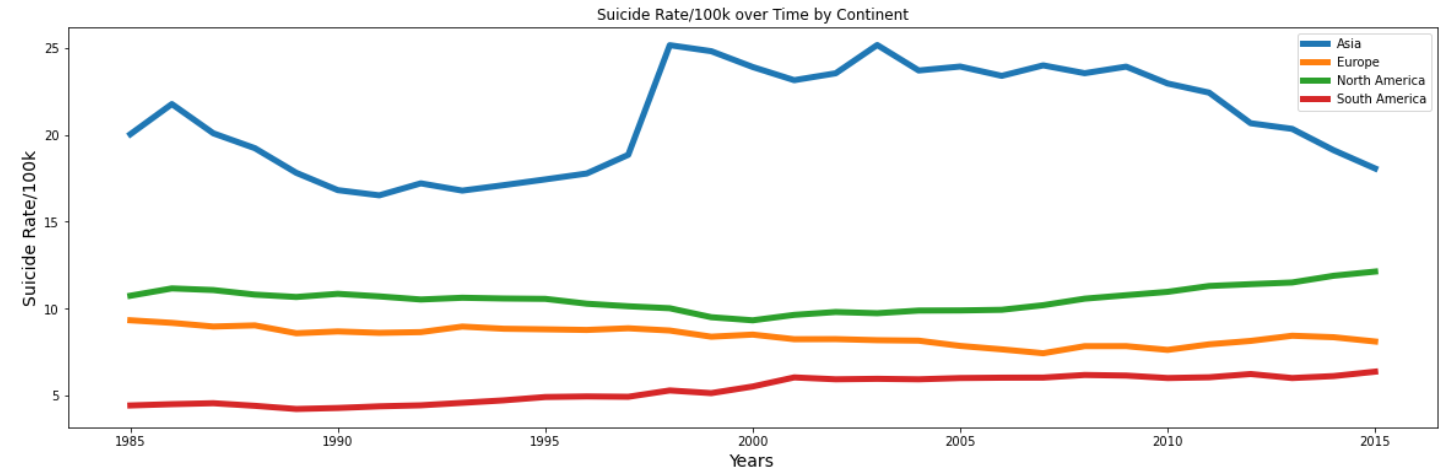 Suicide Rate/100k over Time by Continent
Asia
Europe
North America
South America
Suicide Rate/100k
25
20
15
10
5
1985 1990 1995 2000 2005 2010 2015
Years